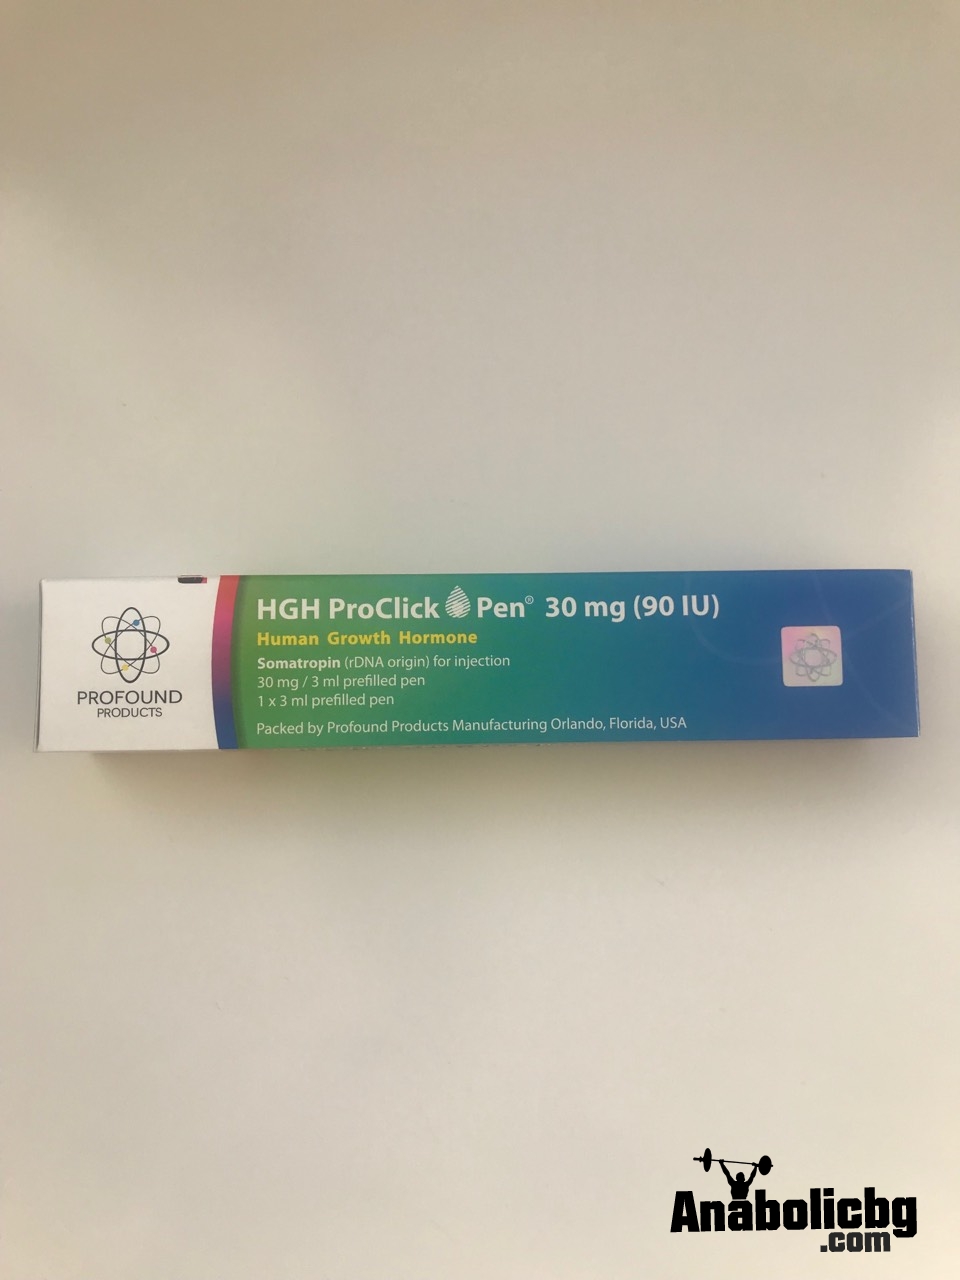 PROFOUND
PRODUCTS
HGH ProClick Pen® 30 mg (90 IU)
Human Growth Hormone
Somatropin (rDNA origin) for injection
30 mg / 3 ml prefilled pen
1 x 3 ml prefilled pen
Packed by Profound Products Manufacturing Orlando, Florida, USA
Anabolicbg
.com